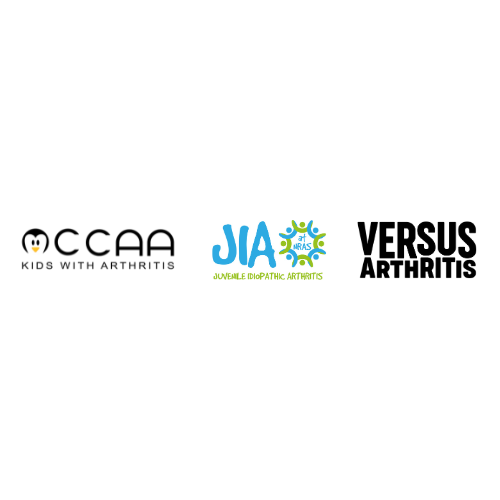 CCAA
KIDS WITH ARTHRITIS
JIA
at
NRAS
JUVENILE IDIOPATHIC ARTHRITIS
VERSUS
ARTHRITIS